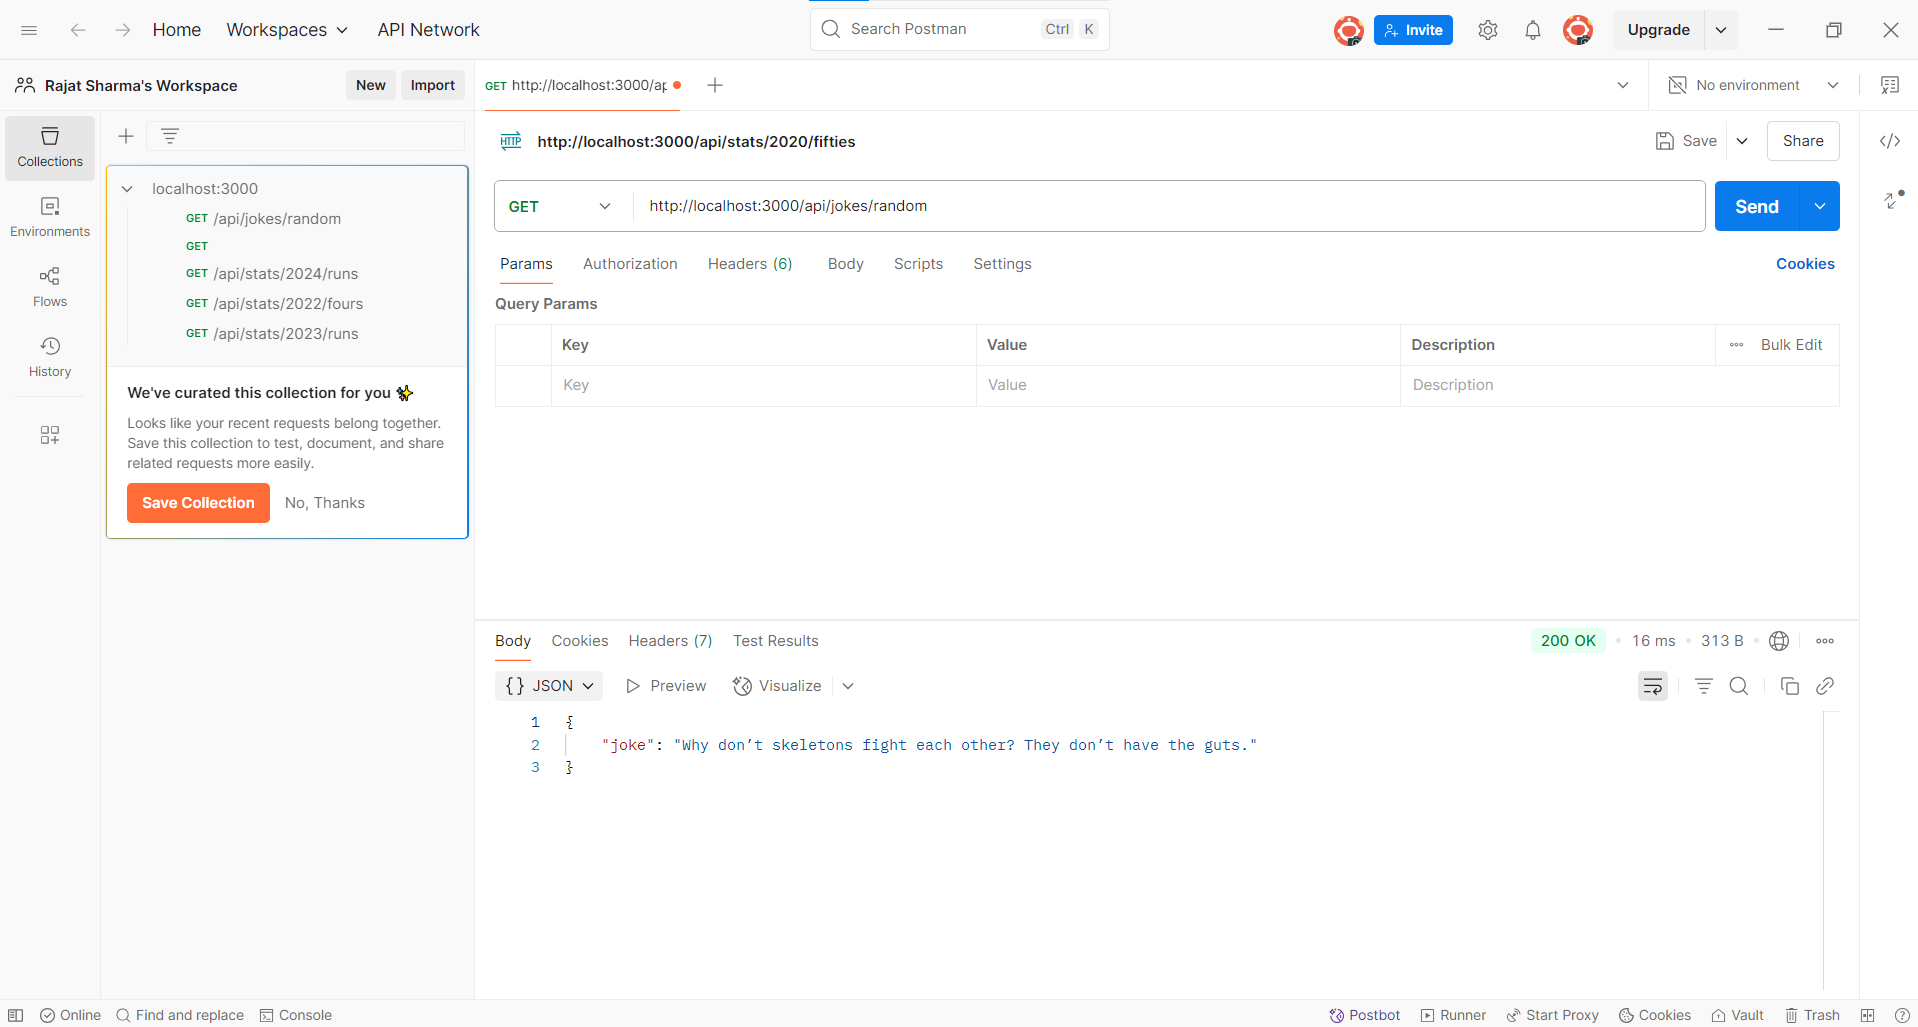 Home Workspaces API Network Search Postman Ctrl K Invite Upgrade
Rajat Sharma's Workspace New Import GET http://localhost:3000/ap No environment
Collections
Environments
Flows
History
localhost:3000
GET /api/jokes/random
GET
GET /api/stats/2024/runs
GET /api/stats/2022/fours
GET /api/stats/2023/runs
We've curated this collection for you ✨
Looks like your recent requests belong together.
Save this collection to test, document, and share
related requests more easily.
Save Collection No, Thanks
HTTP http://localhost:3000/api/stats/2020/fifties Save Share </>
GET http://localhost:3000/api/jokes/random Send
Params Authorization Headers (6) Body Scripts Settings Cookies
Query Params
Key Value Description Bulk Edit
Key Value Description
Body Cookies Headers (7) Test Results 200 OK • 16 ms • 313 B •
{} JSON Preview Visualize
1 {
2 "joke": "Why don’t skeletons fight each other? They don’t have the guts."
3 }
Online Find and replace Console Postbot Runner Start Proxy Cookies Vault Trash